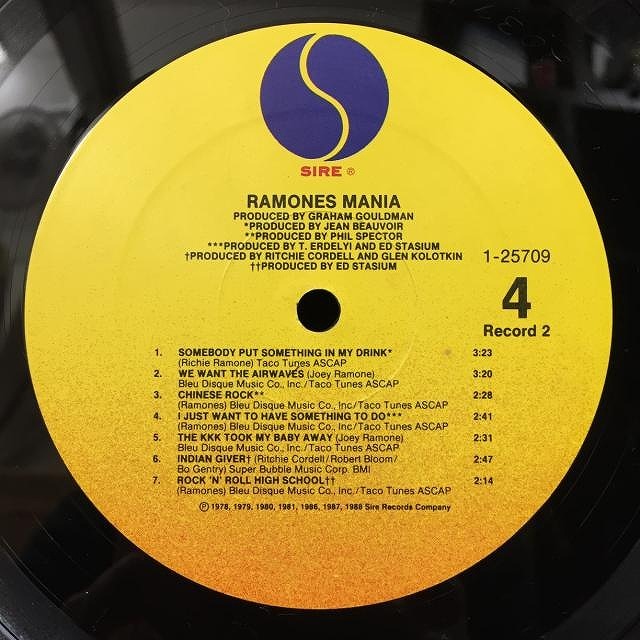 SIRE ®
RAMONES MANIA
PRODUCED BY GRAHAM GOULDMAN
*PRODUCED BY JEAN BEAUVOIR
**PRODUCED BY PHIL SPECTOR
***PRODUCED BY T. ERDELYI AND ED STASIUM
†PRODUCED BY RITCHIE CORDELL AND GLEN KOLOTKIN
††PRODUCED BY ED STASIUM
1-25709
4
Record 2
1. SOMEBODY PUT SOMETHING IN MY DRINK* 3:23
(Richie Ramone) Taco Tunes ASCAP
2. WE WANT THE AIRWAVES (Joey Ramone) 3:20
Bleu Disque Music Co., Inc./Taco Tunes ASCAP
3. CHINESE ROCK** 2:28
(Ramones) Bleu Disque Music Co., Inc/Taco Tunes ASCAP
4. I JUST WANT TO HAVE SOMETHING TO DO*** 2:41
(Ramones) Bleu Disque Music Co., Inc./Taco Tunes ASCAP
5. THE KKK TOOK MY BABY AWAY (Joey Ramone) 2:31
Bleu Disque Music Co., Inc./Taco Tunes ASCAP
6. INDIAN GIVER† (Ritchie Cordell/Robert Bloom/ 2:47
Bo Gentry) Super Bubble Music Corp. BMI
7. ROCK 'N' ROLL HIGH SCHOOL†† 2:14
(Ramones) Bleu Disque Music Co., Inc./Taco Tunes ASCAP
℗ 1978, 1979, 1980, 1981, 1986, 1987, 1988 Sire Records Company